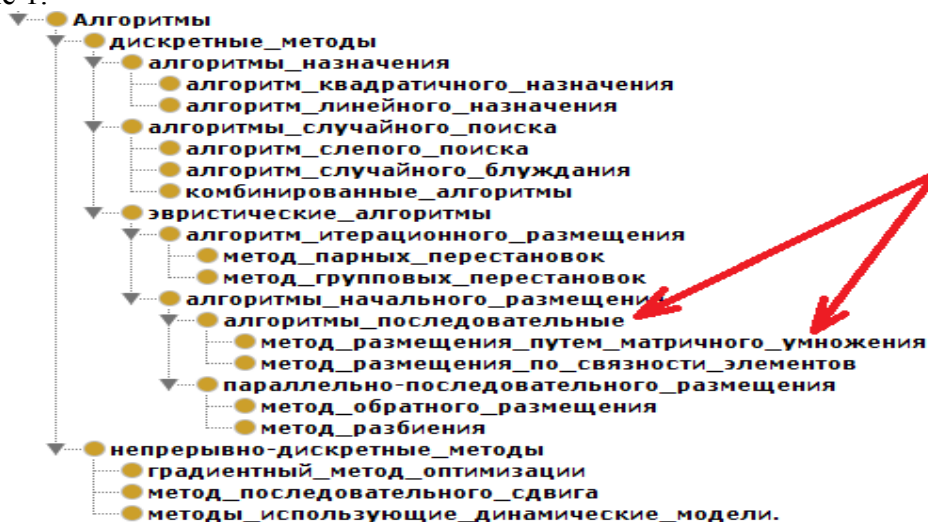 Алгоритмы
дискретные_методы
алгоритмы_назначения
алгоритм_квадратичного_назначения
алгоритм_линейного_назначения
алгоритмы_случайного_поиска
алгоритм_слепого_поиска
алгоритм_случайного_блуждания
комбинированные_алгоритмы
эвристические_алгоритмы
алгоритм_итерационного_размещения
метод_парных_перестановок
метод_групповых_перестановок
алгоритмы_начального_размещения
алгоритмы_последовательные
метод_размещения_путем_матричного_умножения
метод_размещения_по_связности_элементов
параллельно-последовательного_размещения
метод_обратного_размещения
метод_разбиения
непрерывно-дискретные_методы
градиентный_метод_оптимизации
метод_последовательного_сдвига
методы_использующие_динамические_модели.